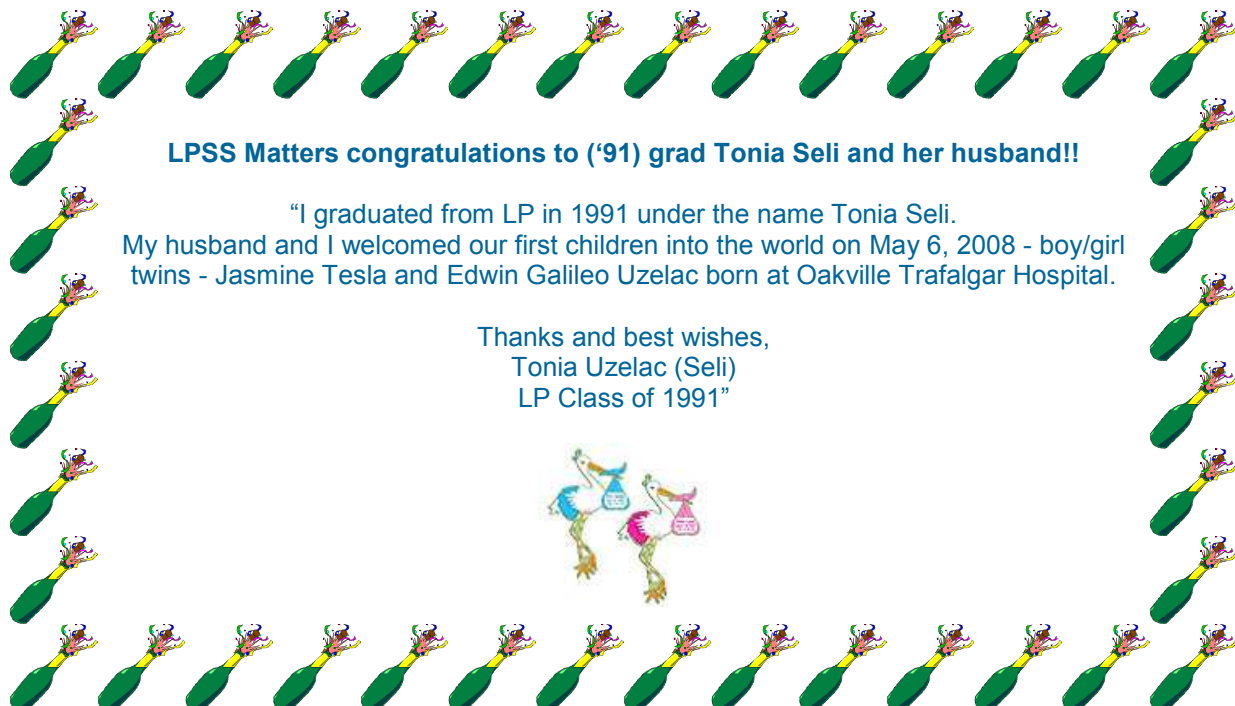 LPSS Matters congratulations to (‘91) grad Tonia Seli and her husband!!
“I graduated from LP in 1991 under the name Tonia Seli.
My husband and I welcomed our first children into the world on May 6, 2008 - boy/girl
twins - Jasmine Tesla and Edwin Galileo Uzelac born at Oakville Trafalgar Hospital.
Thanks and best wishes,
Tonia Uzelac (Seli)
LP Class of 1991”